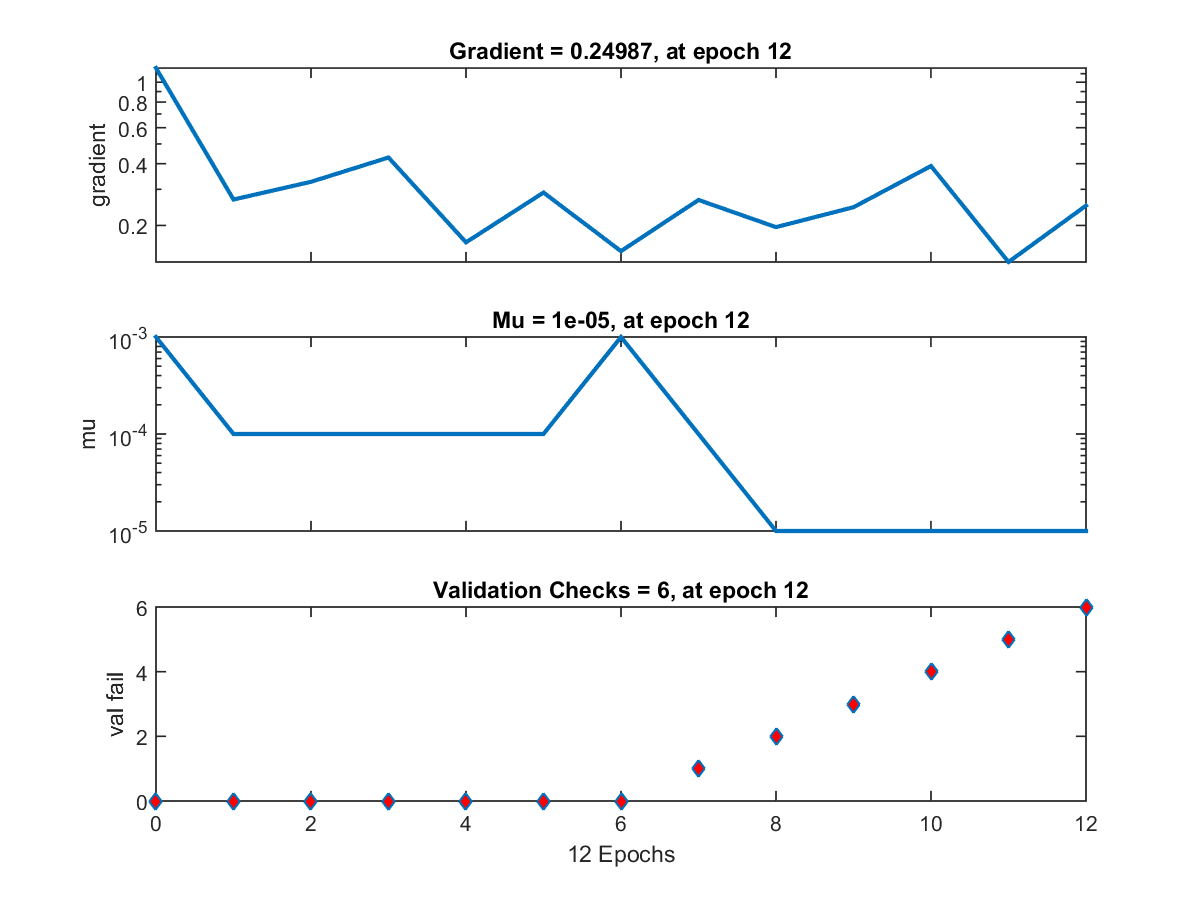 Gradient = 0.24987, at epoch 12
1
0.8
0.6
0.4
0.2
gradient
Mu = 1e-05, at epoch 12
10^-3
10^-4
10^-5
mu
Validation Checks = 6, at epoch 12
6
4
2
0
val fail
0 2 4 6 8 10 12
12 Epochs